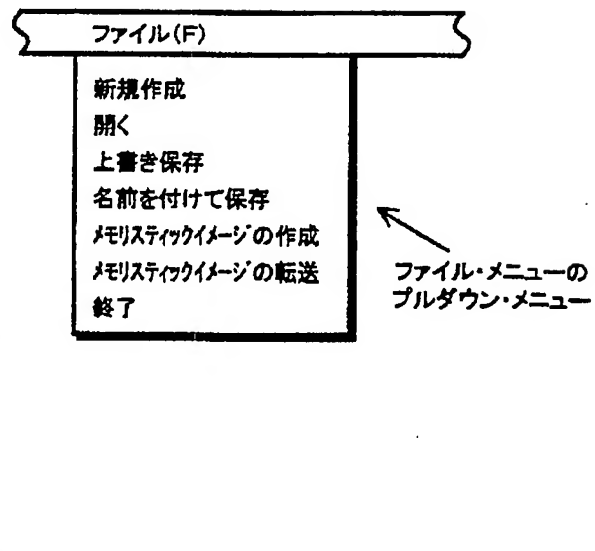 ファイル(F)
新規作成
開く
上書き保存
名前を付けて保存
ﾒﾓﾘｽﾃｨｯｸｲﾒｰｼﾞの作成
ﾒﾓﾘｽﾃｨｯｸｲﾒｰｼﾞの転送
終了
ファイル・メニューの
プルダウン・メニュー